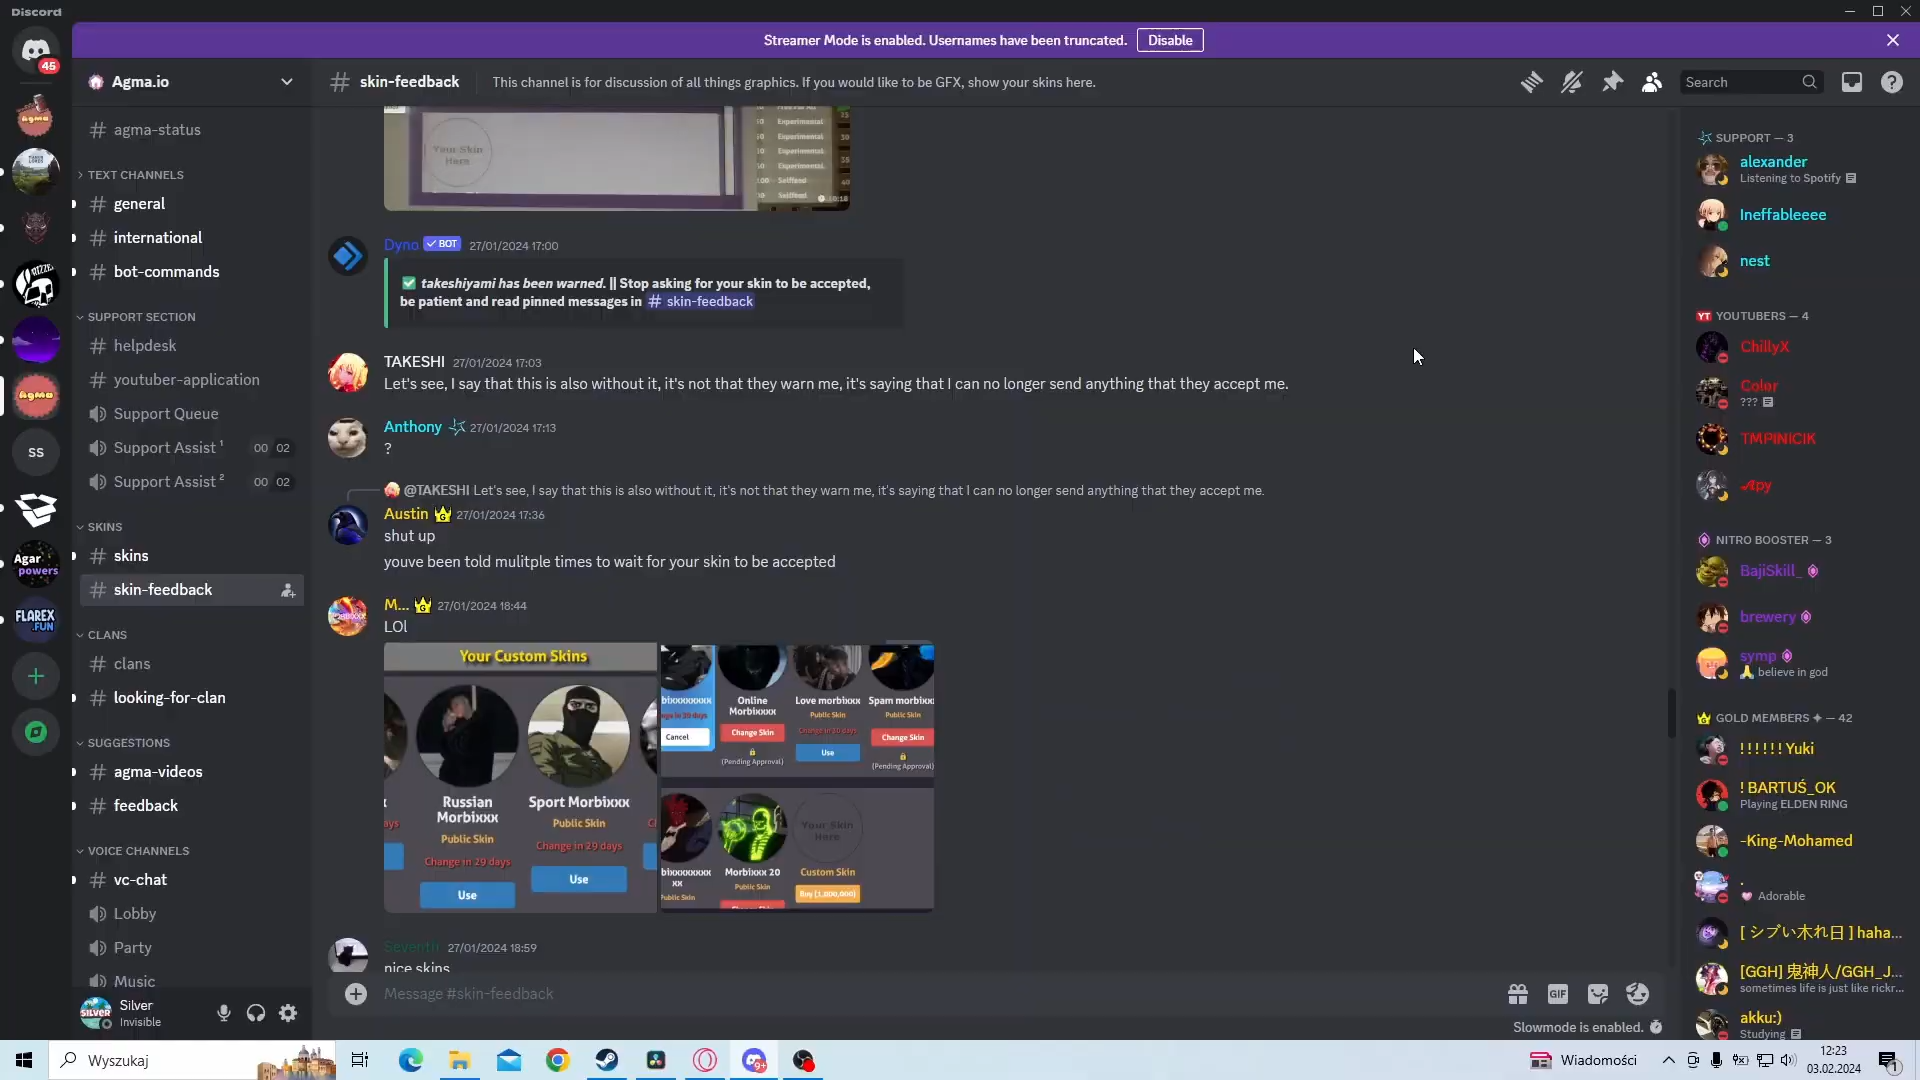 Discord
Streamer Mode is enabled. Usernames have been truncated.
Disable
45
Agma.io
skin-feedback
This channel is for discussion of all things graphics. If you would like to be GFX, show your skins here.
Search
agma-status
TEXT CHANNELS
general
international
bot-commands
SUPPORT SECTION
helpdesk
youtuber-application
Support Queue
Support Assist ¹ 00 02
Support Assist ² 00 02
SKINS
skins
skin-feedback
CLANS
clans
looking-for-clan
SUGGESTIONS
agma-videos
feedback
VOICE CHANNELS
vc-chat
Lobby
Party
Music
Silver
Invisible
Agma
Agma
SS
Agar
powers
FLAREX
.FUN
Your Skin
Here
Experimental
Experimental
Experimental
Experimental
Selffeed
Selffeed
Dyno BOT 27/01/2024 17:00
takeshiyami has been warned. || Stop asking for your skin to be accepted,
be patient and read pinned messages in # skin-feedback
TAKESHI 27/01/2024 17:03
Let's see, I say that this is also without it, it's not that they warn me, it's saying that I can no longer send anything that they accept me.
Anthony 27/01/2024 17:13
?
@TAKESHI Let's see, I say that this is also without it, it's not that they warn me, it's saying that I can no longer send anything that they accept me.
Austin 27/01/2024 17:36
shut up
youve been told mulitple times to wait for your skin to be accepted
M... 27/01/2024 18:44
LOl
Your Custom Skins
Russian
Morbixxx
Public Skin
Change in 29 days
Use
Sport Morbixxx
Public Skin
Change in 29 days
Use
Cancel
Online
Morbixxxx
Change Skin
(Pending Approval)
Love morbixxx
Public Skin
Use
Spam morbixx
Public Skin
Change Skin
(Pending Approval)
Public Skin
Morbixxx 20
Public Skin
Your Skin
Here
Custom Skin
Buy (1,800,000)
Seventh 27/01/2024 18:59
nice skins
Message #skin-feedback
GIF
Slowmode is enabled.
SUPPORT — 3
alexander
Listening to Spotify
Ineffableeee
nest
YT YOUTUBERS — 4
ChillyX
Color
???
TMPINICIK
NITRO BOOSTER — 3
BajiSkill_
brewery
symp
🙏 believe in god
GOLD MEMBERS ✦ — 42
! ! ! ! ! ! Yuki
! BARTUŚ_OK
Playing ELDEN RING
-King-Mohamed
.
Adorable
[ シブい木れ日 ] haha...
[GGH] 鬼神人/GGH_J...
sometimes life is just like rickr...
akku:)
Studying
Wyszukaj
9+
Wiadomości
12:23
03.02.2024
1